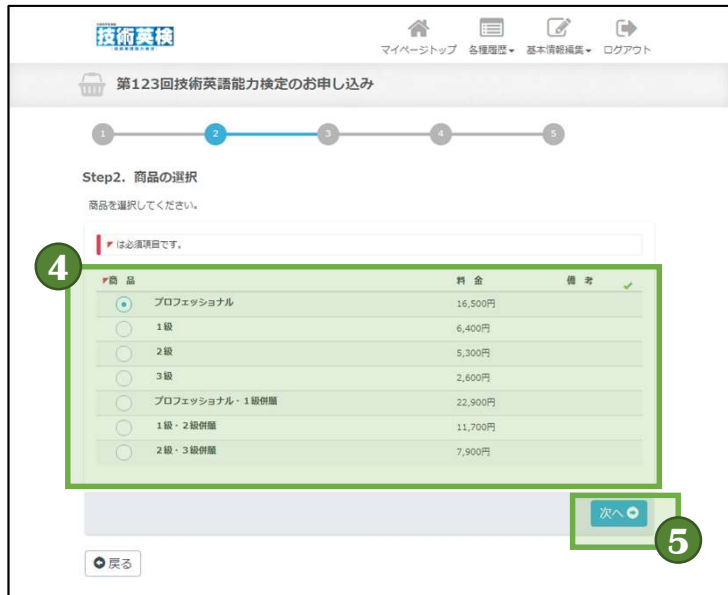 技術英検
マイページトップ 各種履歴▾ 基本情報編集▾ ログアウト
第123回技術英語能力検定のお申し込み
1 2 3 4 5
Step2. 商品の選択
商品を選択してください。
は必須項目です。
4
商 品 料 金 備 考
プロフェッショナル 16,500円
1級 6,400円
2級 5,300円
3級 2,600円
プロフェッショナル・1級併願 22,900円
1級・2級併願 11,700円
2級・3級併願 7,900円
次へ
5
戻る